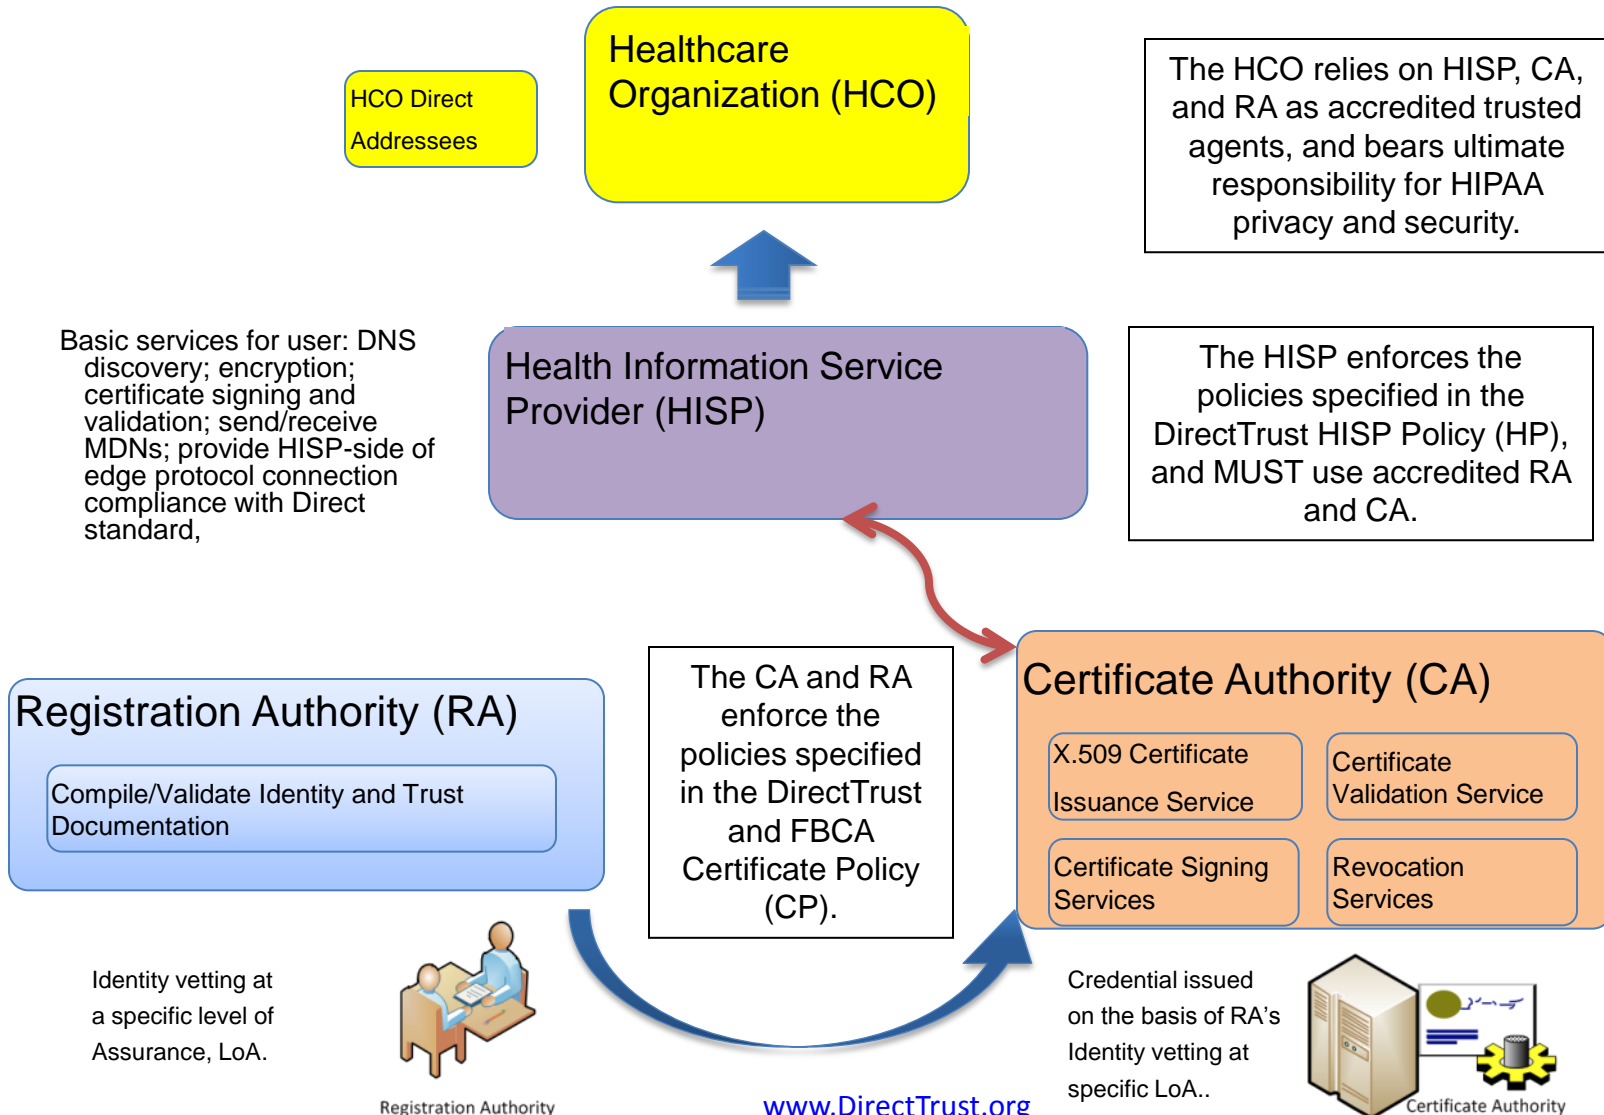 Healthcare
Organization (HCO)
HCO Direct
Addressees
The HCO relies on HISP, CA,
and RA as accredited trusted
agents, and bears ultimate
responsibility for HIPAA
privacy and security.
Basic services for user: DNS
discovery; encryption;
certificate signing and
validation; send/receive
MDNs; provide HISP-side of
edge protocol connection
compliance with Direct
standard,
Health Information Service
Provider (HISP)
The HISP enforces the
policies specified in the
DirectTrust HISP Policy (HP),
and MUST use accredited RA
and CA.
Registration Authority (RA)
Compile/Validate Identity and Trust
Documentation
The CA and RA
enforce the
policies specified
in the DirectTrust
and FBCA
Certificate Policy
(CP).
Certificate Authority (CA)
X.509 Certificate
Issuance Service
Certificate
Validation Service
Certificate Signing
Services
Revocation
Services
Identity vetting at
a specific level of
Assurance, LoA.
Registration Authority
Credential issued
on the basis of RA’s
Identity vetting at
specific LoA..
Certificate Authority
www.DirectTrust.org